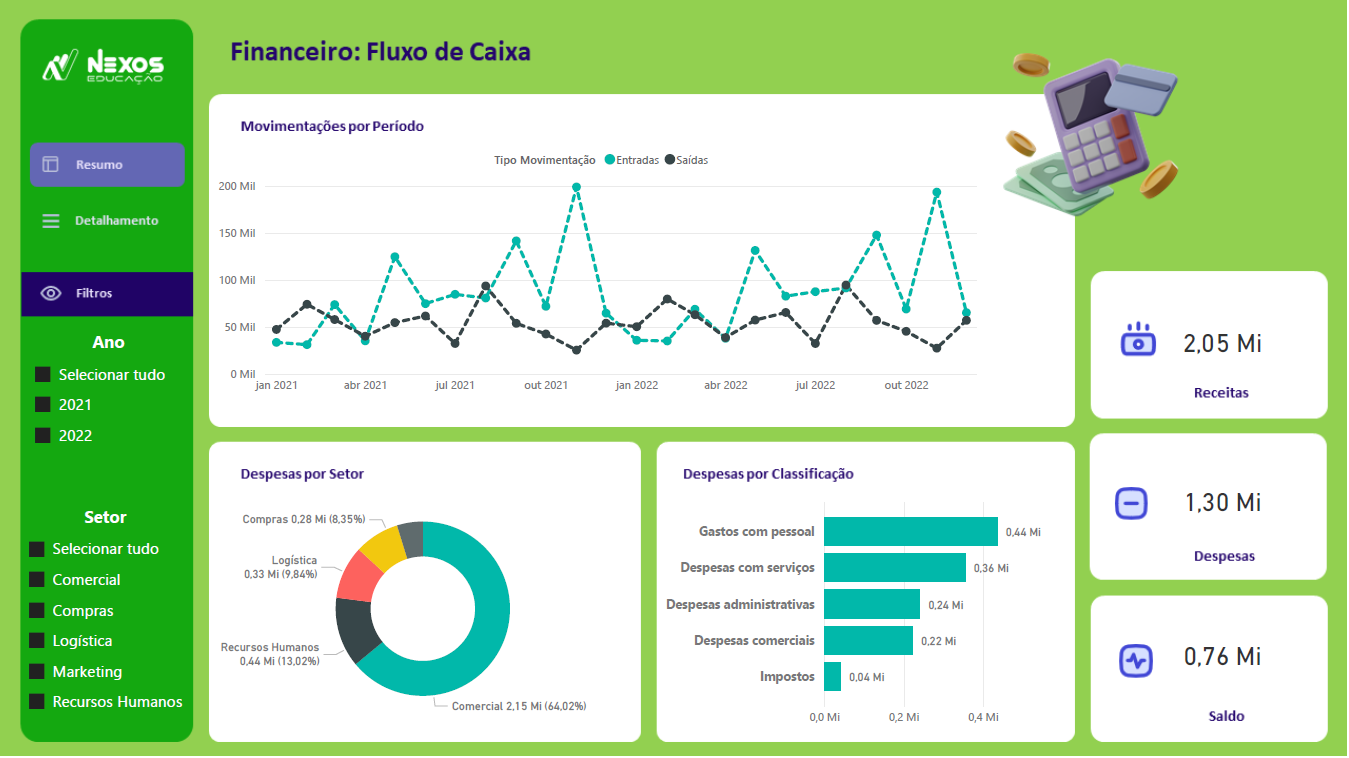 NEXOS
EDUCAÇÃO
Resumo
Detalhamento
Filtros
Ano
Selecionar tudo
2021
2022
Setor
Selecionar tudo
Comercial
Compras
Logística
Marketing
Recursos Humanos
Financeiro: Fluxo de Caixa
Movimentações por Período
Tipo Movimentação Entradas Saídas
200 Mil
150 Mil
100 Mil
50 Mil
0 Mil
jan 2021 abr 2021 jul 2021 out 2021 jan 2022 abr 2022 jul 2022 out 2022
Despesas por Setor
Compras 0,28 Mi (8,35%)
Logística
0,33 Mi (9,84%)
Recursos Humanos
0,44 Mi (13,02%)
Comercial 2,15 Mi (64,02%)
Despesas por Classificação
Gastos com pessoal 0,44 Mi
Despesas com serviços 0,36 Mi
Despesas administrativas 0,24 Mi
Despesas comerciais 0,22 Mi
Impostos 0,04 Mi
0,0 Mi 0,2 Mi 0,4 Mi
2,05 Mi
Receitas
1,30 Mi
Despesas
0,76 Mi
Saldo